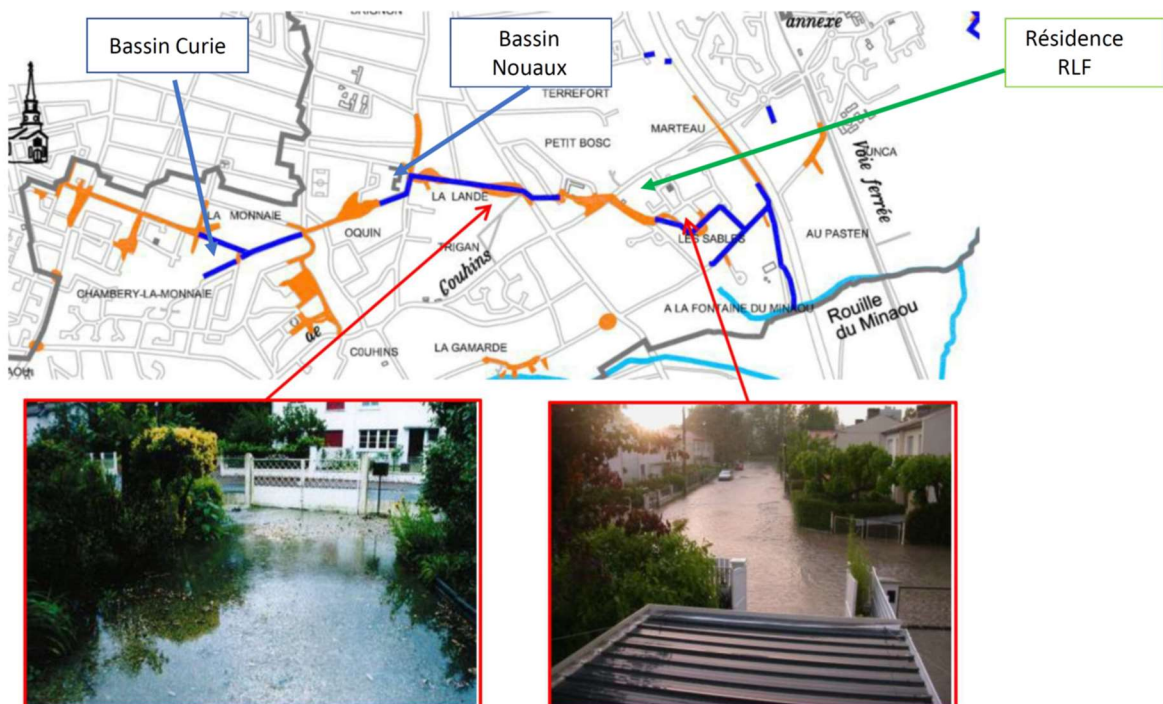 Bassin Curie
Bassin
Nouaux
Résidence
RLF
annexe
TERREFORT
MARTEAU
PETIT BOSC
Voie ferrée
LA LANDE
LA MONNAIE
OQUIN
TRIGAN
LES SABLES
AU PASTEN
Couhins
CHAMBERY-LA-MONNAIE
A LA FONTAINE DU MINAOU
Rouille
du Minaou
COUHINS
LA GAMARDE